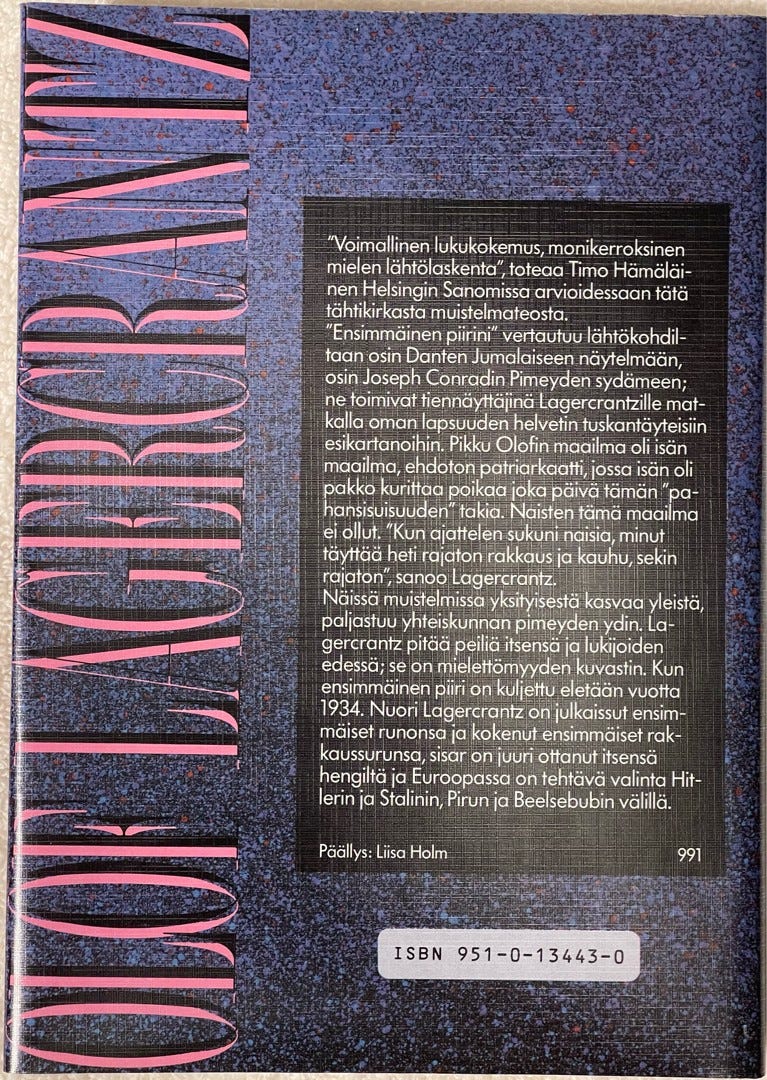 OLOF LAGERCRANTZ
"Voimallinen lukukokemus, monikerroksinen
mielen lähtölaskenta", toteaa Timo Hämäläi-
nen Helsingin Sanomissa arvioidessaan tätä
tähtikirkasta muistelmateosta.
"Ensimmäinen piirini" vertautuu lähtökohdil-
taan osin Danten Jumalaiseen näytelmään,
osin Joseph Conradin Pimeyden sydämeen;
ne toimivat tiennäyttäjinä Lagercrantzille mat-
kalla oman lapsuuden helvetin tuskantäyteisiin
esikartanoihin. Pikku Olofin maailma oli isän
maailma, ehdoton patriarkaatti, jossa isän oli
pakko kurittaa poikaa joka päivä tämän "pa-
hansisuisuuden" takia. Naisten tämä maailma
ei ollut. "Kun ajattelen sukuni naisia, minut
täyttää heti rajaton rakkaus ja kauhu, sekin
rajaton", sanoo Lagercrantz.
Näissä muistelmissa yksityisestä kasvaa yleistä,
paljastuu yhteiskunnan pimeyden ydin. La-
gercrantz pitää peiliä itsensä ja lukijoiden
edessä; se on mielettömyyden kuvastin. Kun
ensimmäinen piiri on kuljettu eletään vuotta
1934. Nuori Lagercrantz on julkaissut ensim-
mäiset runonsa ja kokenut ensimmäiset rak-
kaussurunsa, sisar on juuri ottanut itsensä
hengiltä ja Euroopassa on tehtävä valinta Hit-
lerin ja Stalinin, Pirun ja Beelsebubin välillä.
Päällys: Liisa Holm 991
ISBN 951-0-13443-0